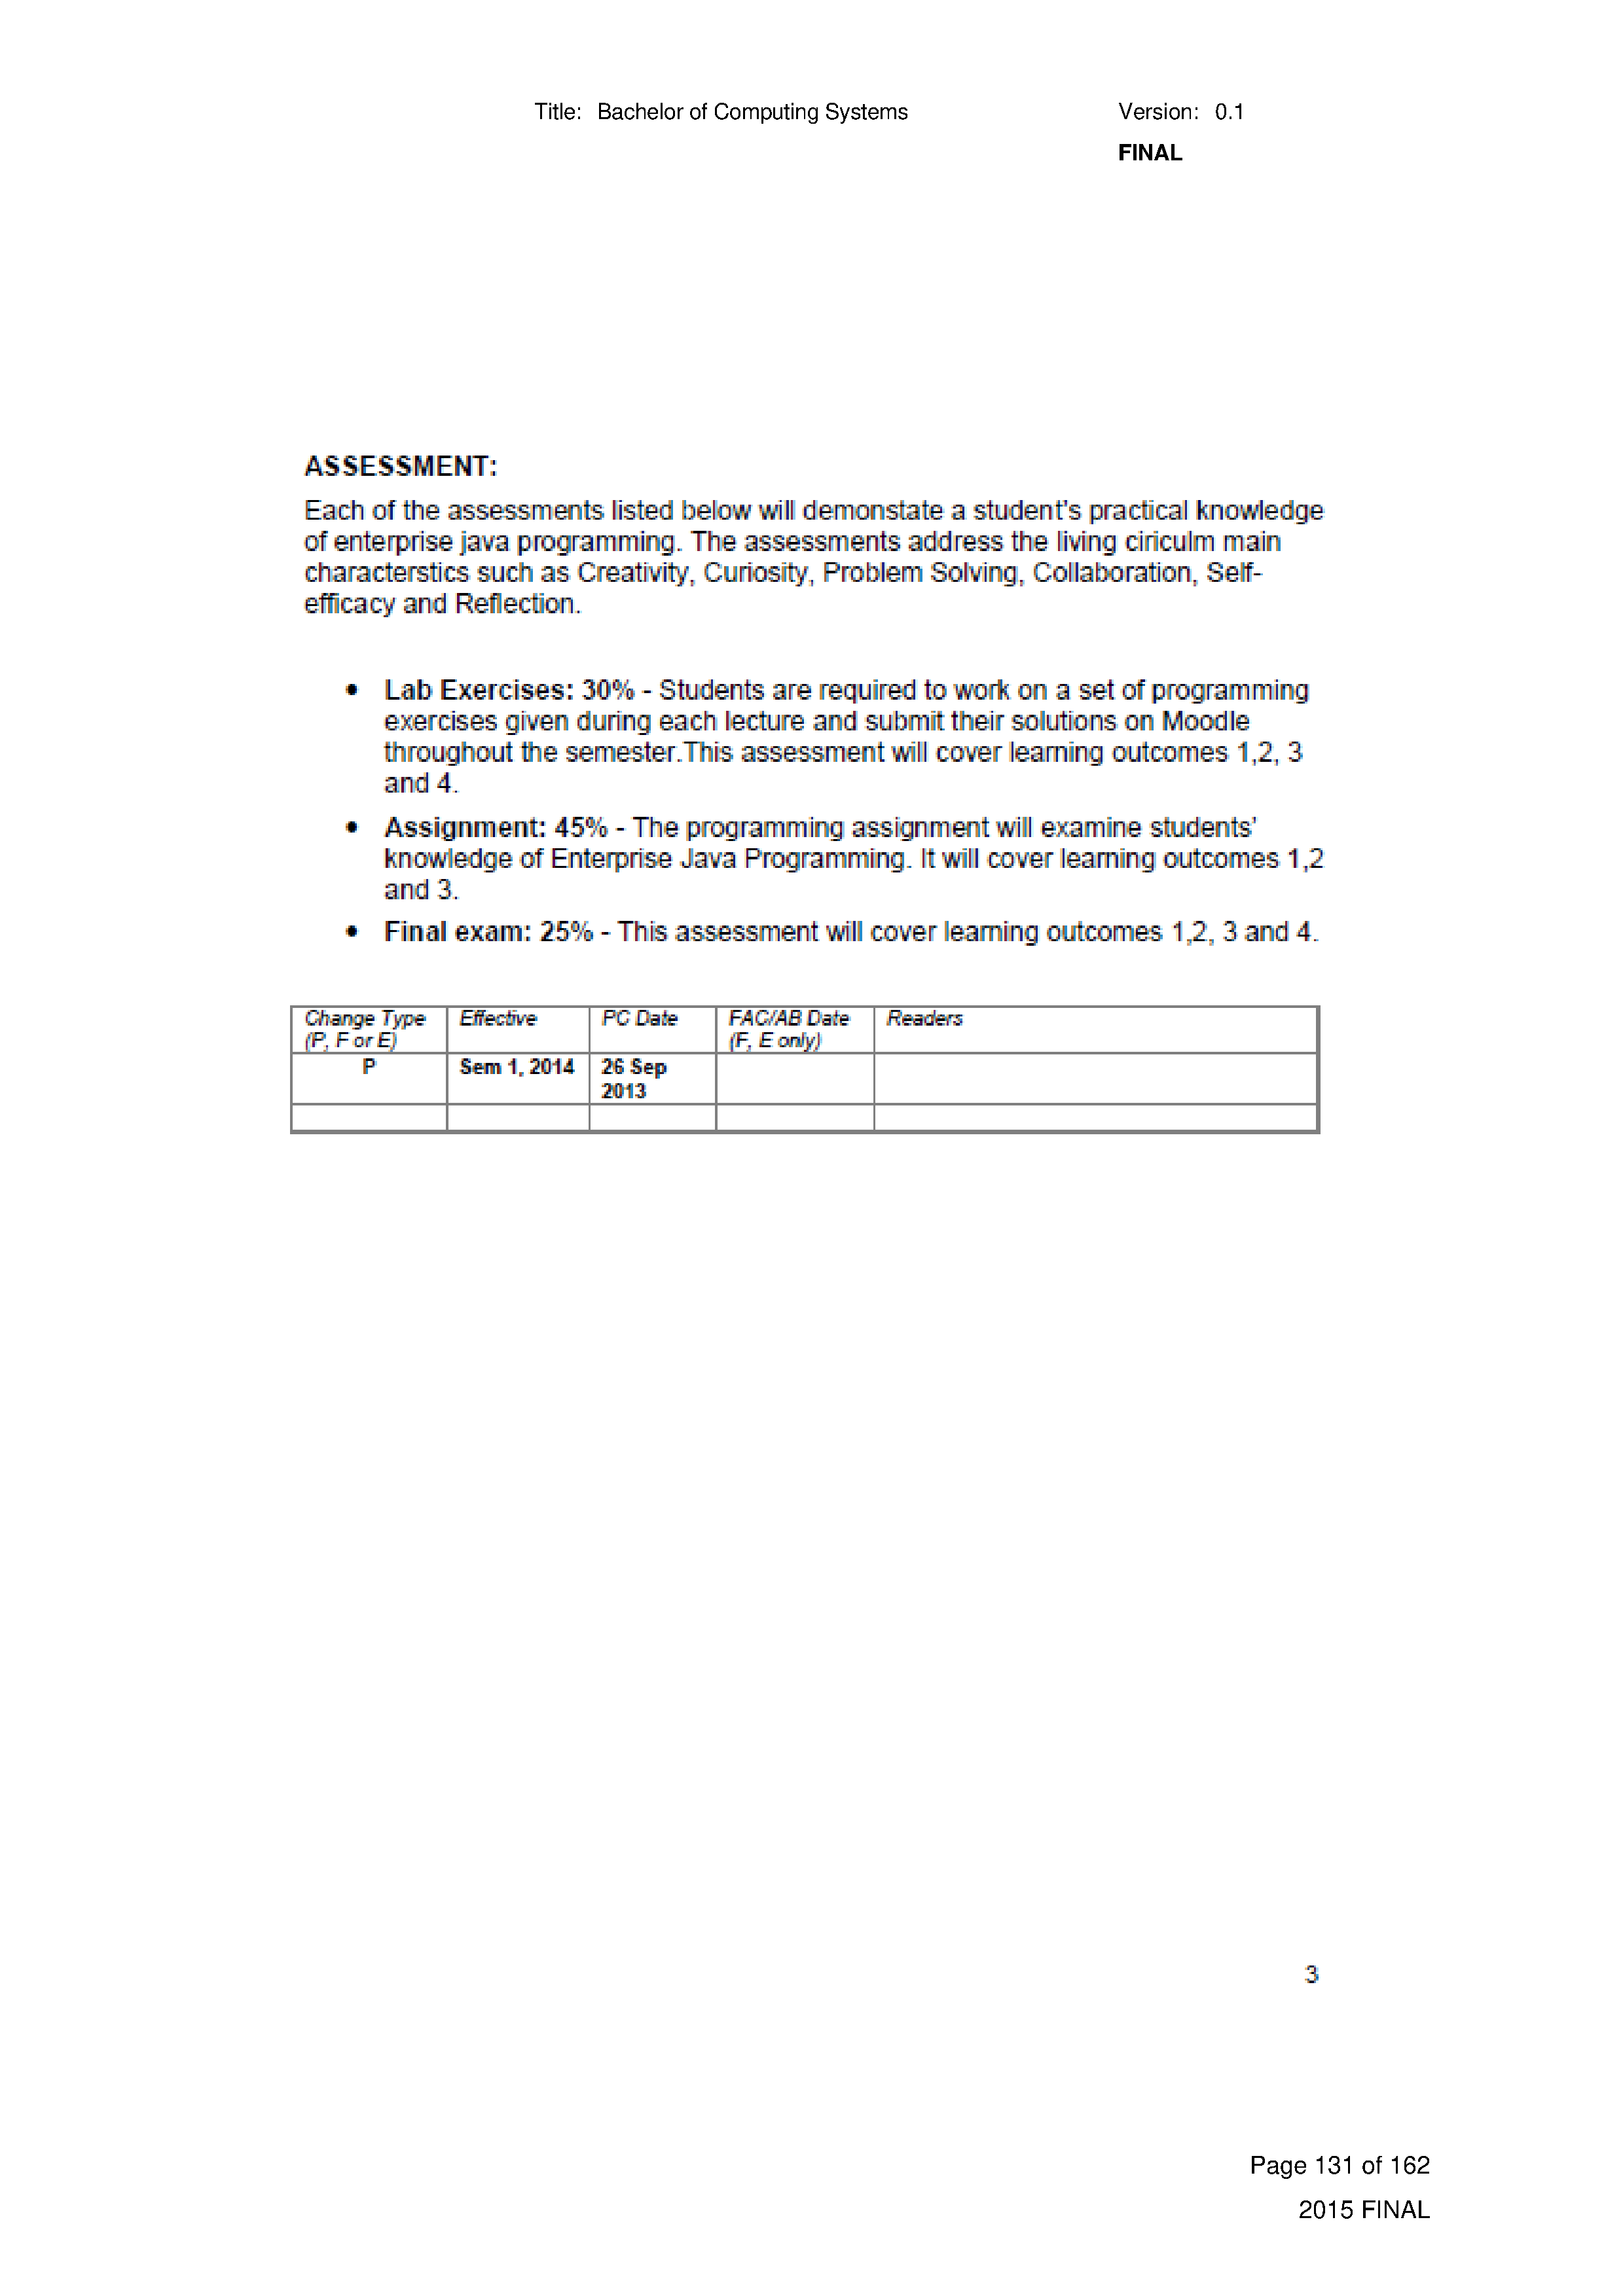 Title: Bachelor of Computing Systems Version: 0.1
FINAL
ASSESSMENT:
Each of the assessments listed below will demonstate a student's practical knowledge
of enterprise java programming. The assessments address the living ciriculm main
characterstics such as Creativity, Curiosity, Problem Solving, Collaboration, Self-
efficacy and Reflection.
• Lab Exercises: 30% - Students are required to work on a set of programming
exercises given during each lecture and submit their solutions on Moodle
throughout the semester.This assessment will cover learning outcomes 1,2, 3
and 4.
• Assignment: 45% - The programming assignment will examine students'
knowledge of Enterprise Java Programming. It will cover learning outcomes 1,2
and 3.
• Final exam: 25% - This assessment will cover learning outcomes 1,2, 3 and 4.
Change Type Effective PC Date FAC/AB Date Readers
(P, F or E) (F, E only)
P Sem 1, 2014 26 Sep
2013
3
Page 131 of 162
2015 FINAL